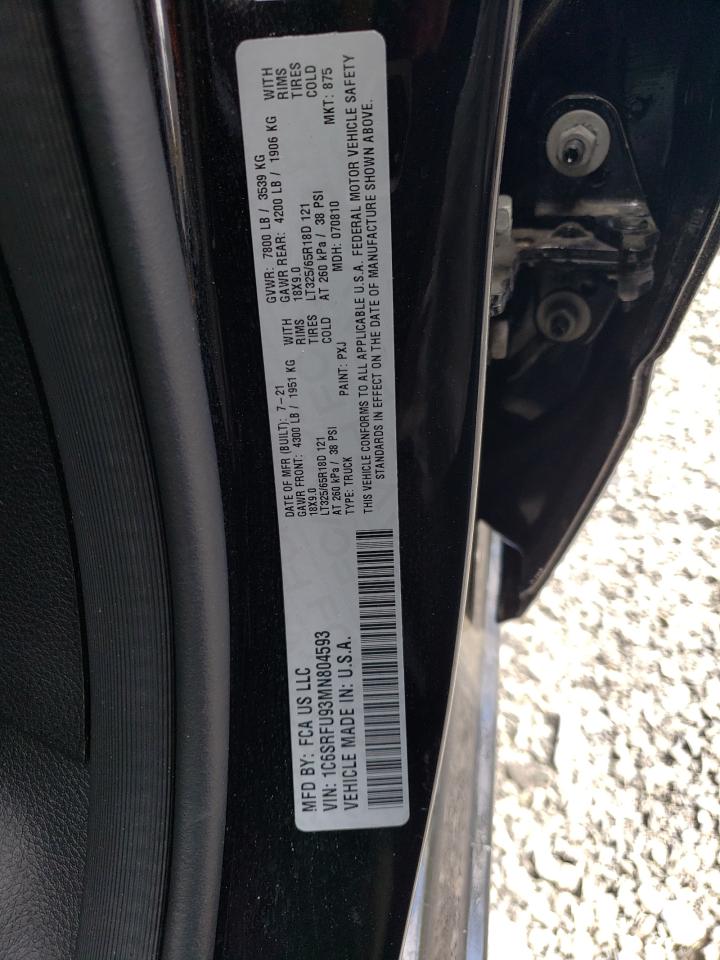 MFD BY: FCA US LLC
VIN: 1C6SRFU93MN804593
VEHICLE MADE IN: U.S.A.
DATE OF MFR (BUILT): 7-21
GAWR FRONT: 4300 LB / 1951 KG WITH
18X9.0 RIMS
LT325/65R18D 121 TIRES
AT 260 kPa / 38 PSI COLD
TYPE: TRUCK PAINT: PXJ
GVWR: 7800 LB / 3539 KG
GAWR REAR: 4200 LB / 1906 KG WITH
18X9.0 RIMS
LT325/65R18D 121 TIRES
AT 260 kPa / 38 PSI COLD
MDH: 070810 MKT: 875
THIS VEHICLE CONFORMS TO ALL APPLICABLE U.S.A. FEDERAL MOTOR VEHICLE SAFETY
STANDARDS IN EFFECT ON THE DATE OF MANUFACTURE SHOWN ABOVE.